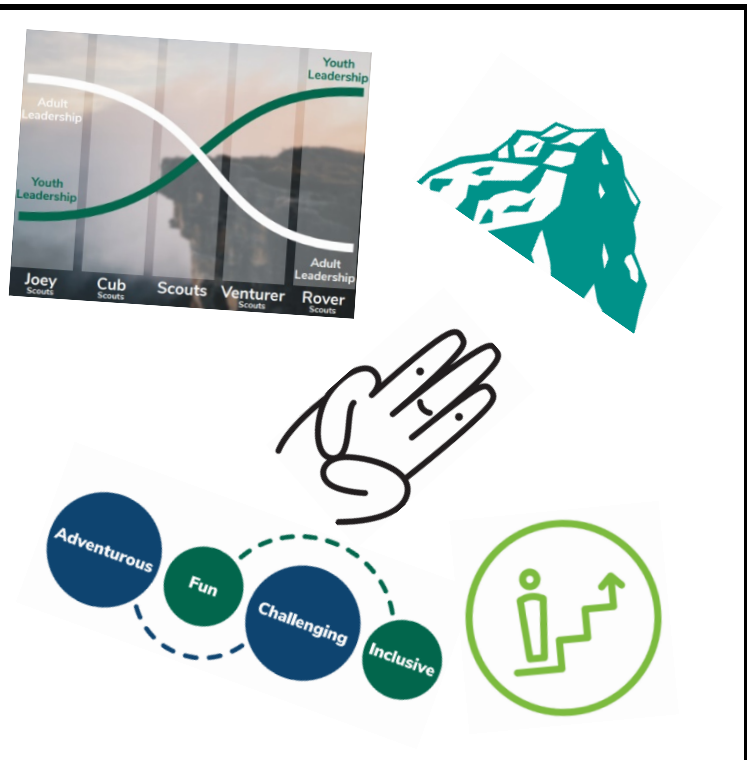 Youth
Leadership
Adult
Leadership
Youth
Leadership
Adult
Leadership
Joey
Scouts
Cub
Scouts
Scouts
Venturer
Scouts
Rover
Scouts
Adventurous
Fun
Challenging
Inclusive